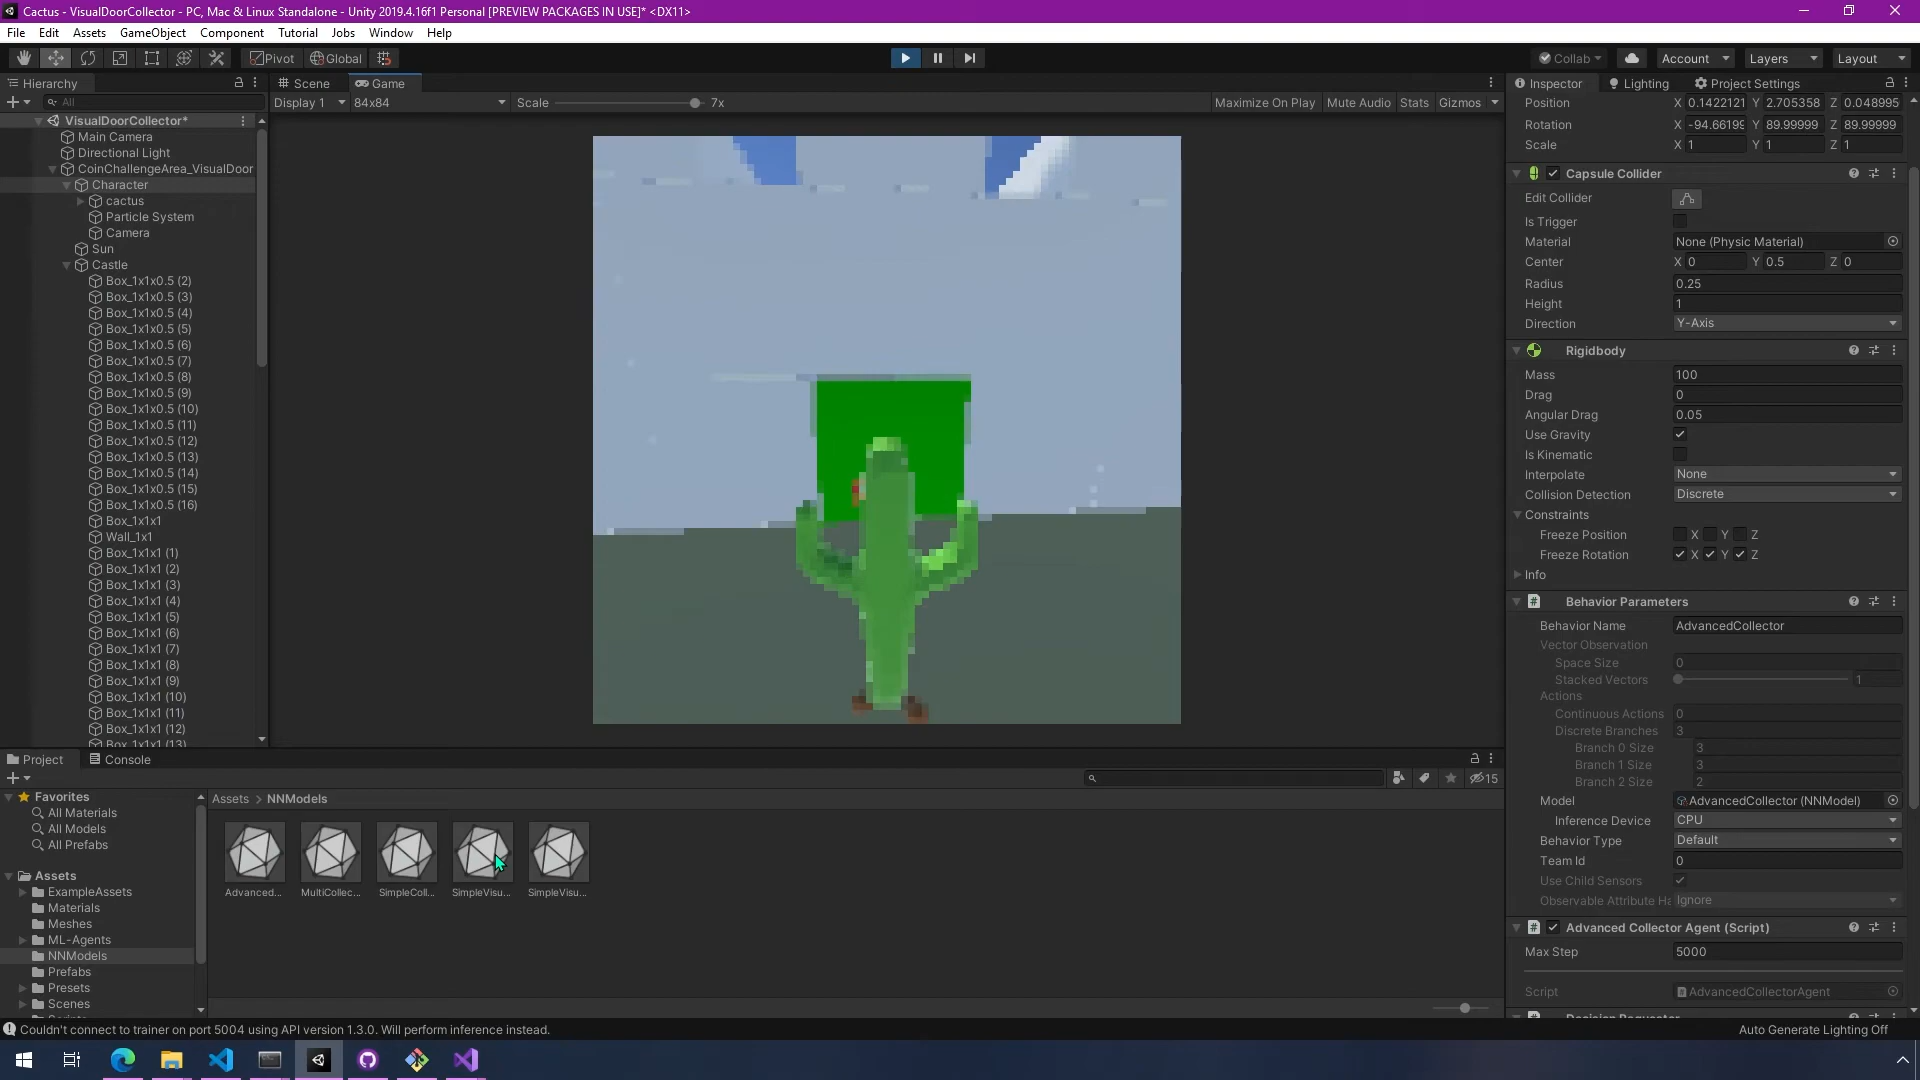 Cactus - VisualDoorCollector - PC, Mac & Linux Standalone - Unity 2019.4.16f1 Personal [PREVIEW PACKAGES IN USE]* <DX11>
File Edit Assets GameObject Component Tutorial Jobs Window Help
Pivot Global Collab Account Layers Layout
Hierarchy Scene Game Inspector Lighting Project Settings
All Display 1 84x84 Scale 7x Maximize On Play Mute Audio Stats Gizmos
VisualDoorCollector*
Main Camera
Directional Light
CoinChallengeArea_VisualDoor
Character
cactus
Particle System
Camera
Sun
Castle
Box_1x1x0.5 (2)
Box_1x1x0.5 (3)
Box_1x1x0.5 (4)
Box_1x1x0.5 (5)
Box_1x1x0.5 (6)
Box_1x1x0.5 (7)
Box_1x1x0.5 (8)
Box_1x1x0.5 (9)
Box_1x1x0.5 (10)
Box_1x1x0.5 (11)
Box_1x1x0.5 (12)
Box_1x1x0.5 (13)
Box_1x1x0.5 (14)
Box_1x1x0.5 (15)
Box_1x1x0.5 (16)
Box_1x1x1
Wall_1x1
Box_1x1x1 (1)
Box_1x1x1 (2)
Box_1x1x1 (3)
Box_1x1x1 (4)
Box_1x1x1 (5)
Box_1x1x1 (6)
Box_1x1x1 (7)
Box_1x1x1 (8)
Box_1x1x1 (9)
Box_1x1x1 (10)
Box_1x1x1 (11)
Box_1x1x1 (12)
Box_1x1x1 (13)
Position X 0.1422121 Y 2.705358 Z 0.048995
Rotation X -94.66199 Y 89.99999 Z 89.99999
Scale X 1 Y 1 Z 1
Capsule Collider
Edit Collider
Is Trigger
Material None (Physic Material)
Center X 0 Y 0.5 Z 0
Radius 0.25
Height 1
Direction Y-Axis
Rigidbody
Mass 100
Drag 0
Angular Drag 0.05
Use Gravity
Is Kinematic
Interpolate None
Collision Detection Discrete
Constraints
Freeze Position X Y Z
Freeze Rotation X Y Z
Info
Behavior Parameters
Behavior Name AdvancedCollector
Vector Observation
Space Size 0
Stacked Vectors 1
Actions
Continuous Actions 0
Discrete Branches 3
Branch 0 Size 3
Branch 1 Size 3
Branch 2 Size 2
Model AdvancedCollector (NNModel)
Inference Device CPU
Behavior Type Default
Team Id 0
Use Child Sensors
Observable Attribute Ha Ignore
Advanced Collector Agent (Script)
Max Step 5000
Script AdvancedCollectorAgent
Decision Requester
Project Console
15
Favorites
All Materials
All Models
All Prefabs
Assets
ExampleAssets
Materials
Meshes
ML-Agents
NNModels
Prefabs
Presets
Scenes
Assets > NNModels
Advanced... MultiCollec... SimpleColl... SimpleVisu... SimpleVisu...
Couldn't connect to trainer on port 5004 using API version 1.3.0. Will perform inference instead.
Auto Generate Lighting Off